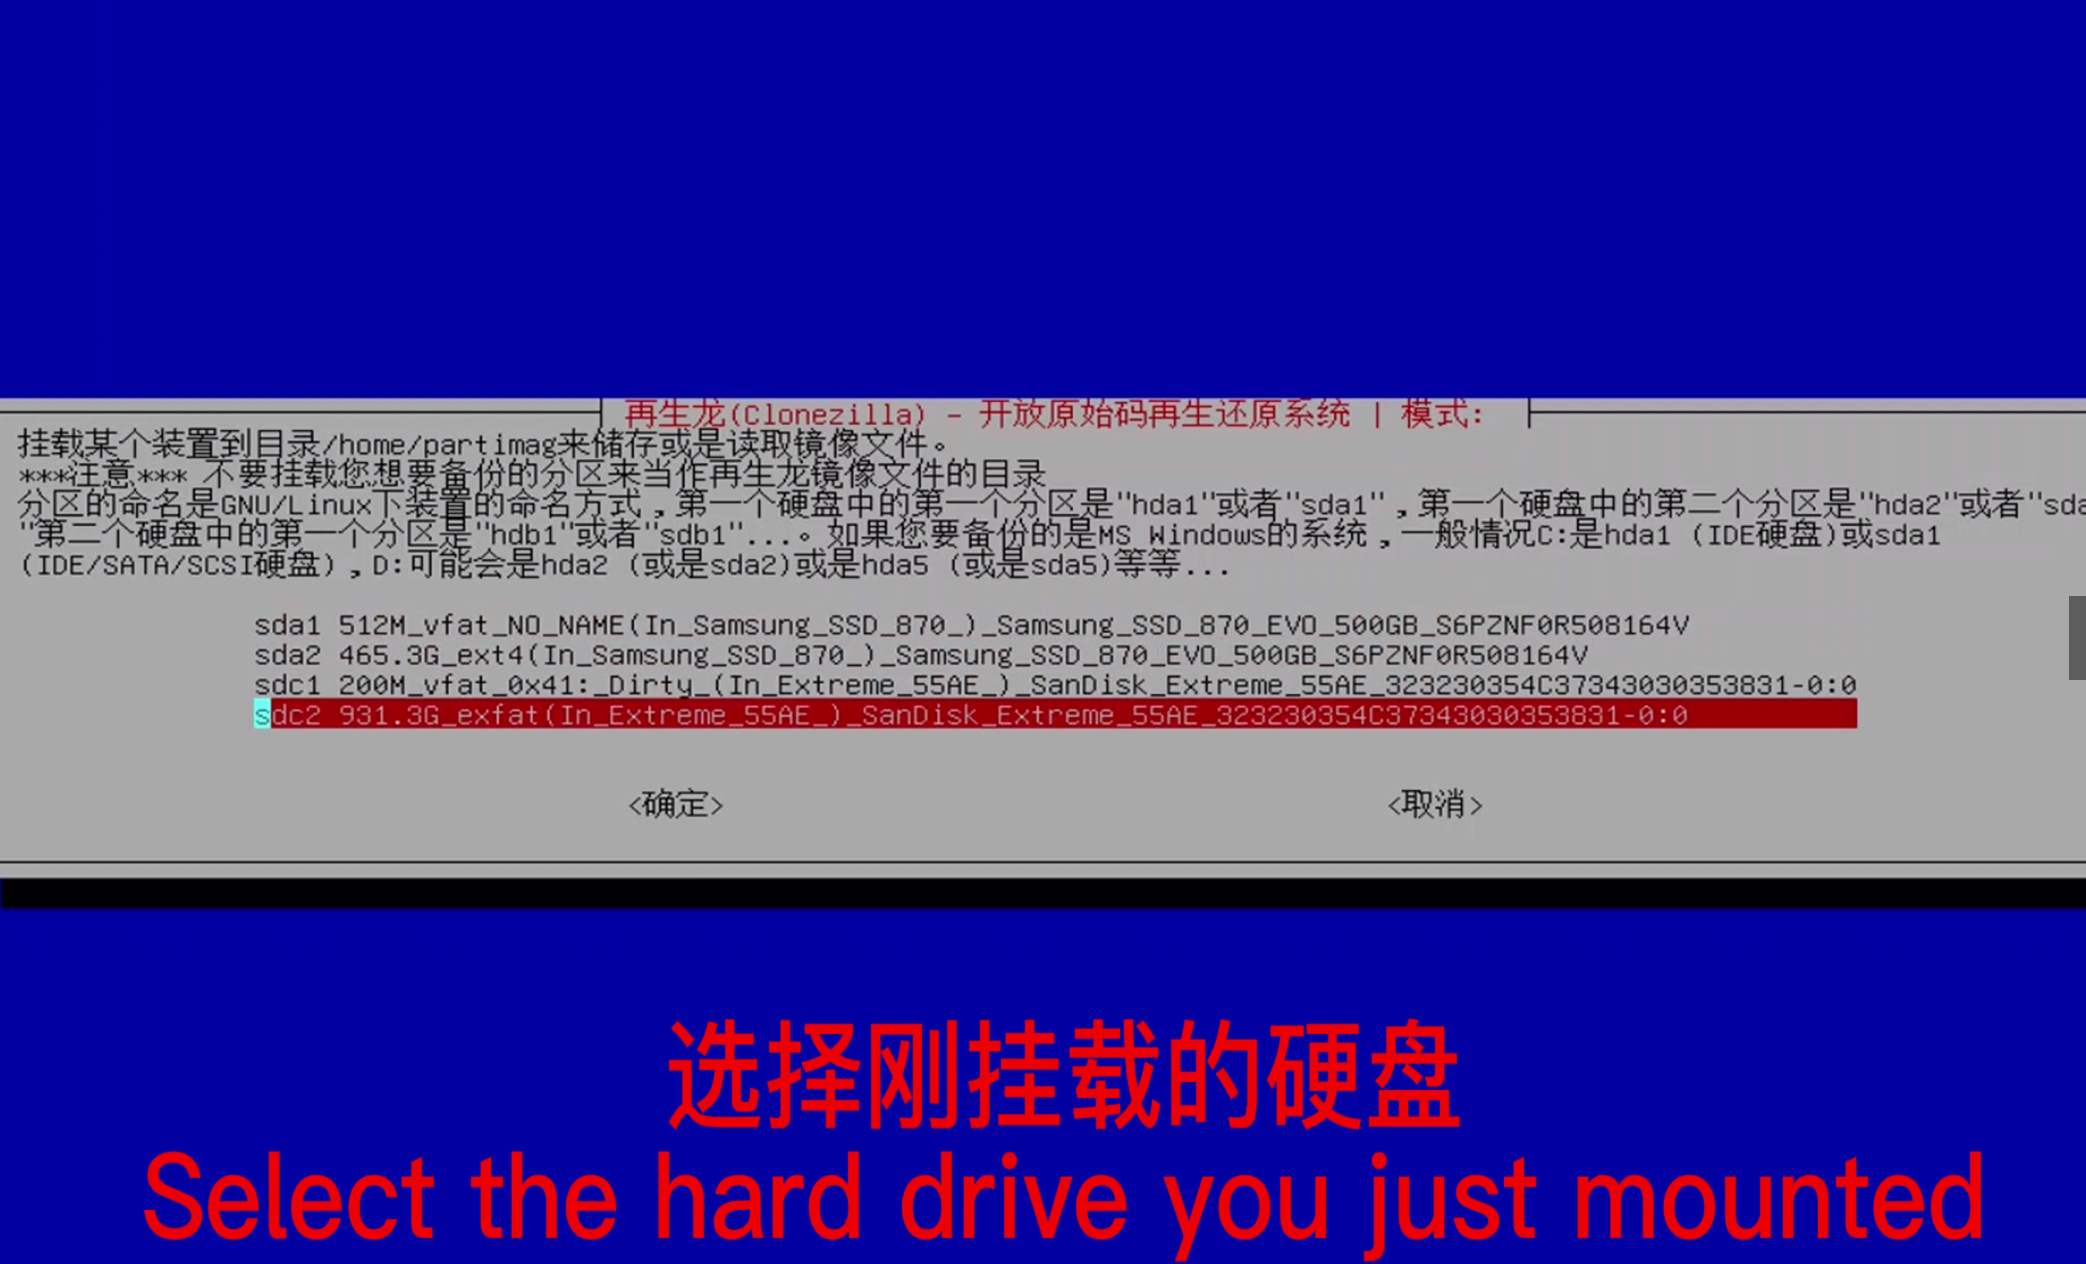 再生龙(Clonezilla) - 开放原始码再生还原系统 | 模式:
挂载某个装置到目录/home/partimag来储存或是读取镜像文件。
***注意*** 不要挂载您想要备份的分区来当作再生龙镜像文件的目录
分区的命名是GNU/Linux下装置的命名方式，第一个硬盘中的第一个分区是"hda1"或者"sda1"，第一个硬盘中的第二个分区是"hda2"或者"sda
"第二个硬盘中的第一个分区是"hdb1"或者"sdb1"...。如果您要备份的是MS Windows的系统，一般情况C:是hda1 (IDE硬盘)或sda1
(IDE/SATA/SCSI硬盘)，D:可能会是hda2 (或是sda2)或是hda5 (或是sda5)等等...
sda1 512M_vfat_NO_NAME(In_Samsung_SSD_870_)_Samsung_SSD_870_EVO_500GB_S6PZNF0R508164V
sda2 465.3G_ext4(In_Samsung_SSD_870_)_Samsung_SSD_870_EVO_500GB_S6PZNF0R508164V
sdc1 200M_vfat_0x41:_Dirty_(In_Extreme_55AE_)_SanDisk_Extreme_55AE_323230354C37343030353831-0:0
sdc2 931.3G_exfat(In_Extreme_55AE_)_SanDisk_Extreme_55AE_323230354C37343030353831-0:0
<确定> <取消>
选择刚挂载的硬盘
Select the hard drive you just mounted